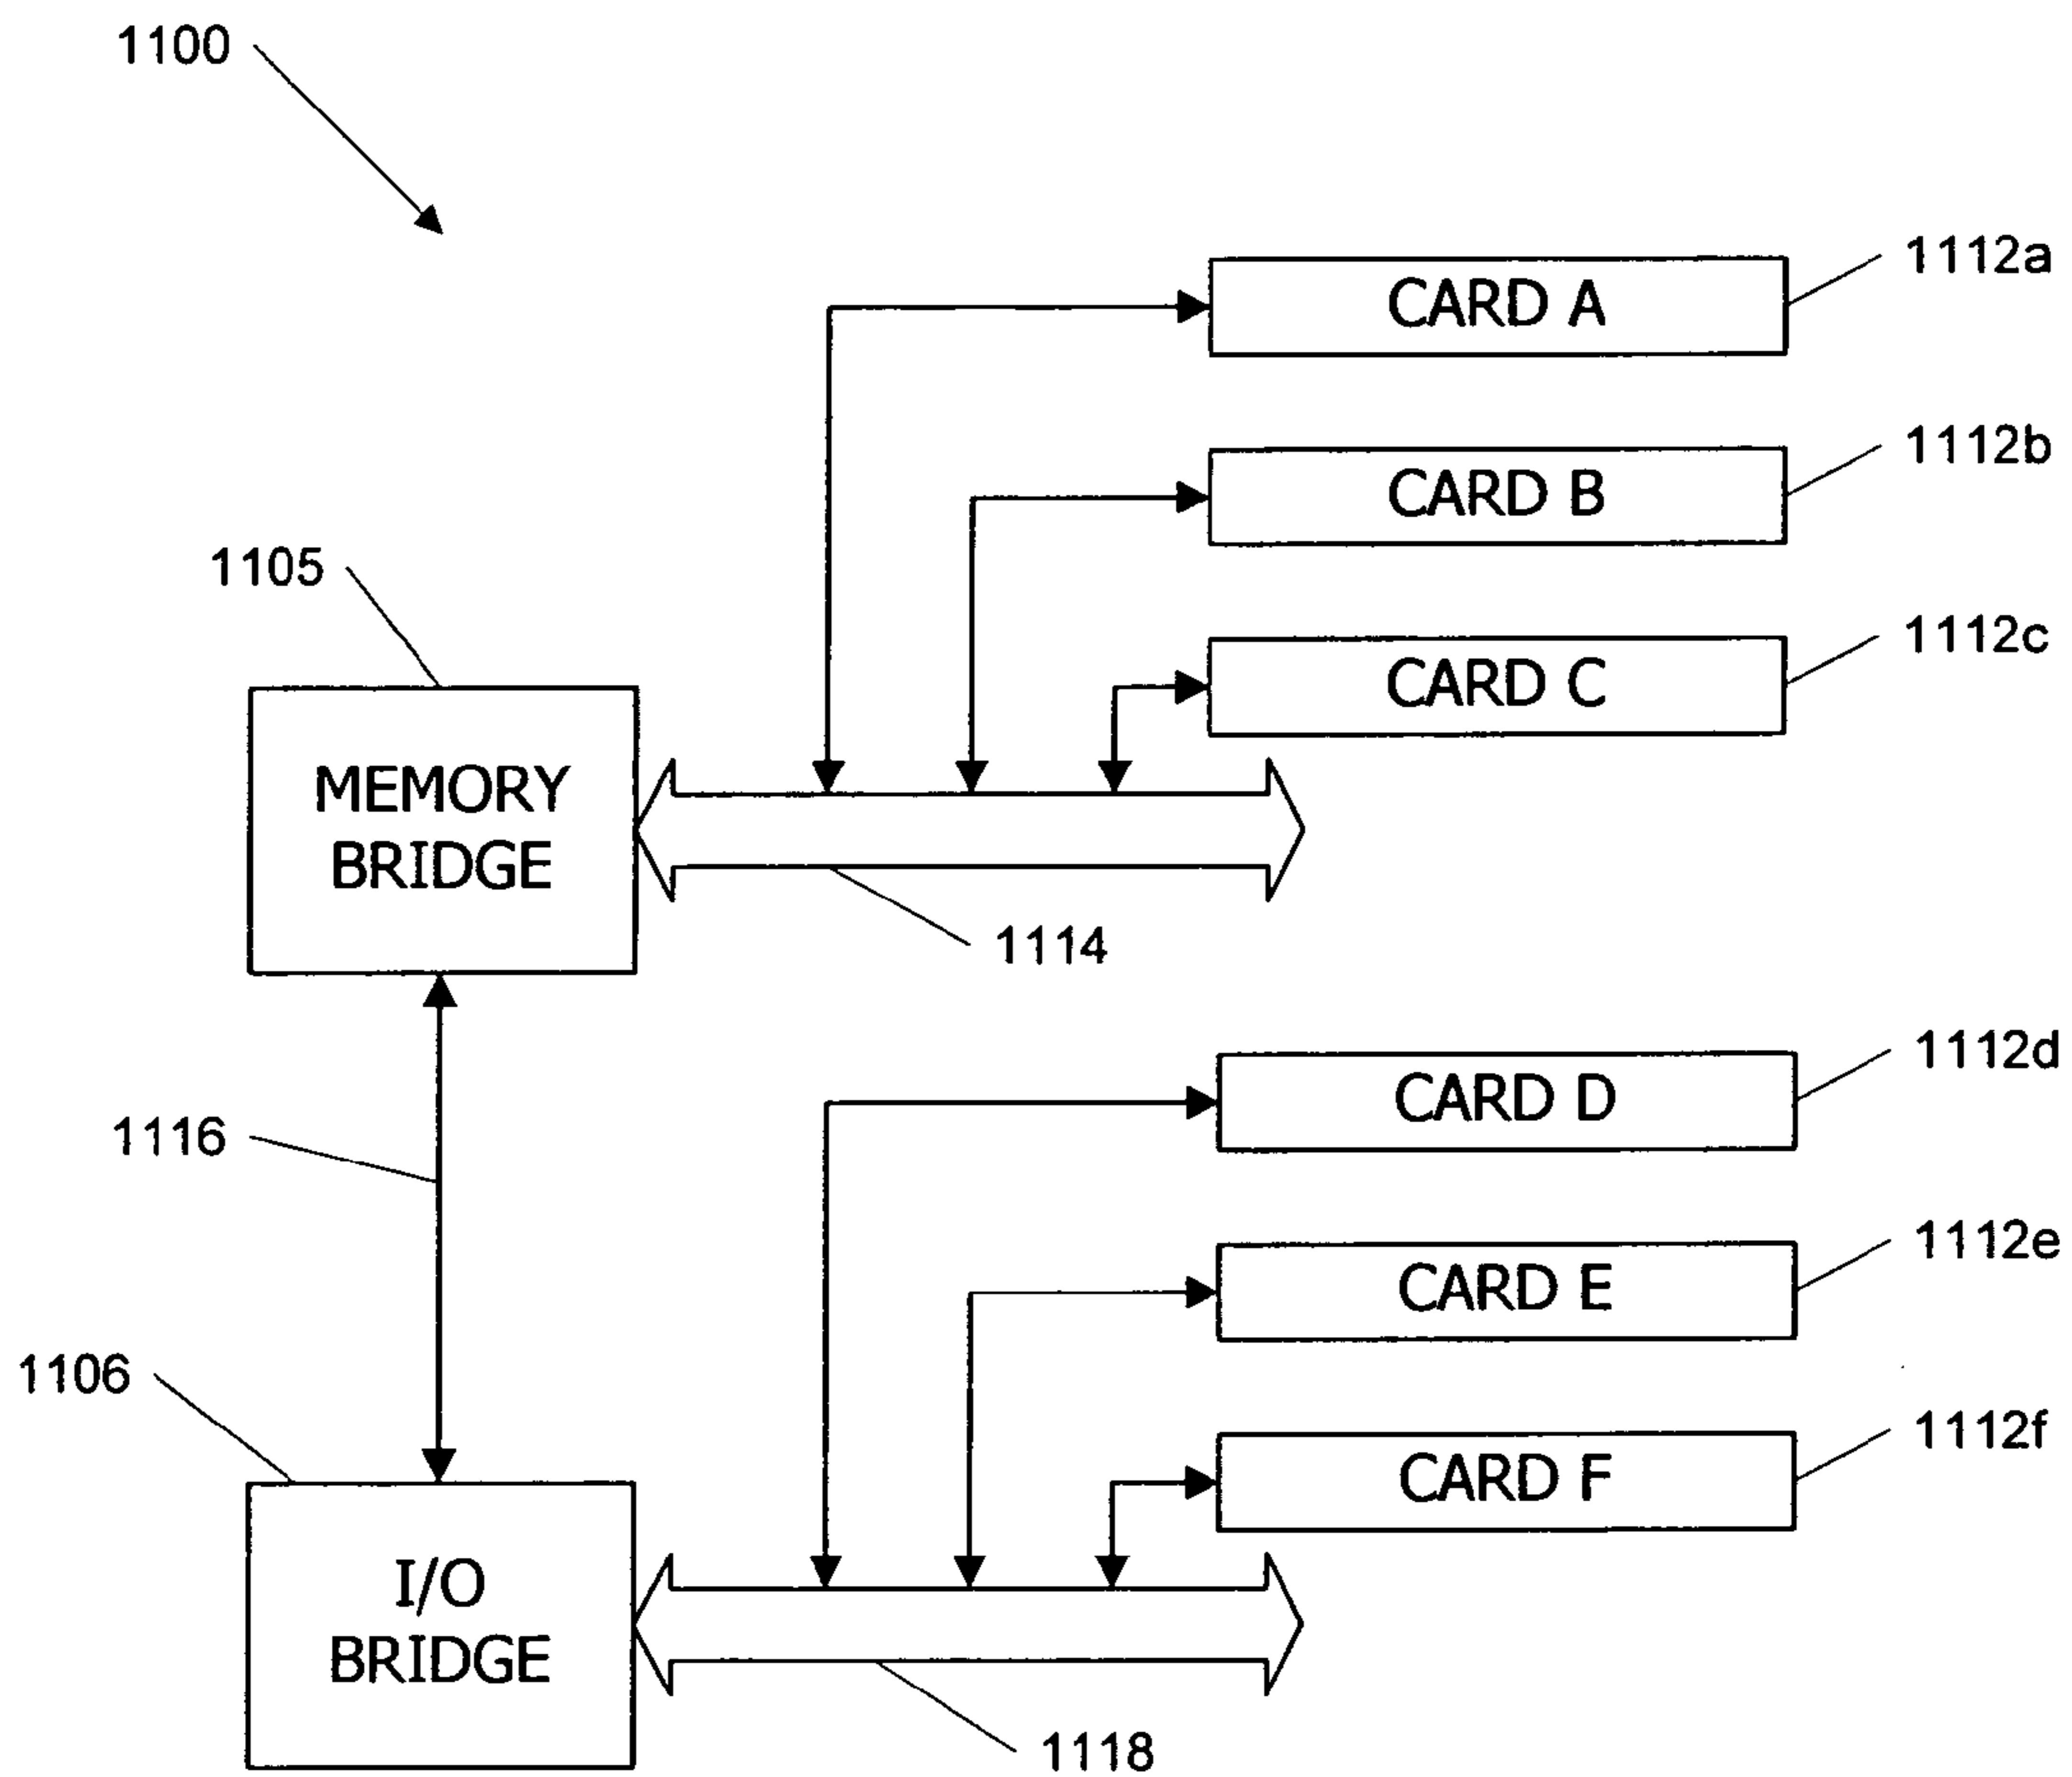 1100
1112a
CARD A
1112b
CARD B
1105
1112c
CARD C
MEMORY
BRIDGE
1114
1112d
CARD D
1116
1112e
CARD E
1106
1112f
CARD F
I/O
BRIDGE
1118